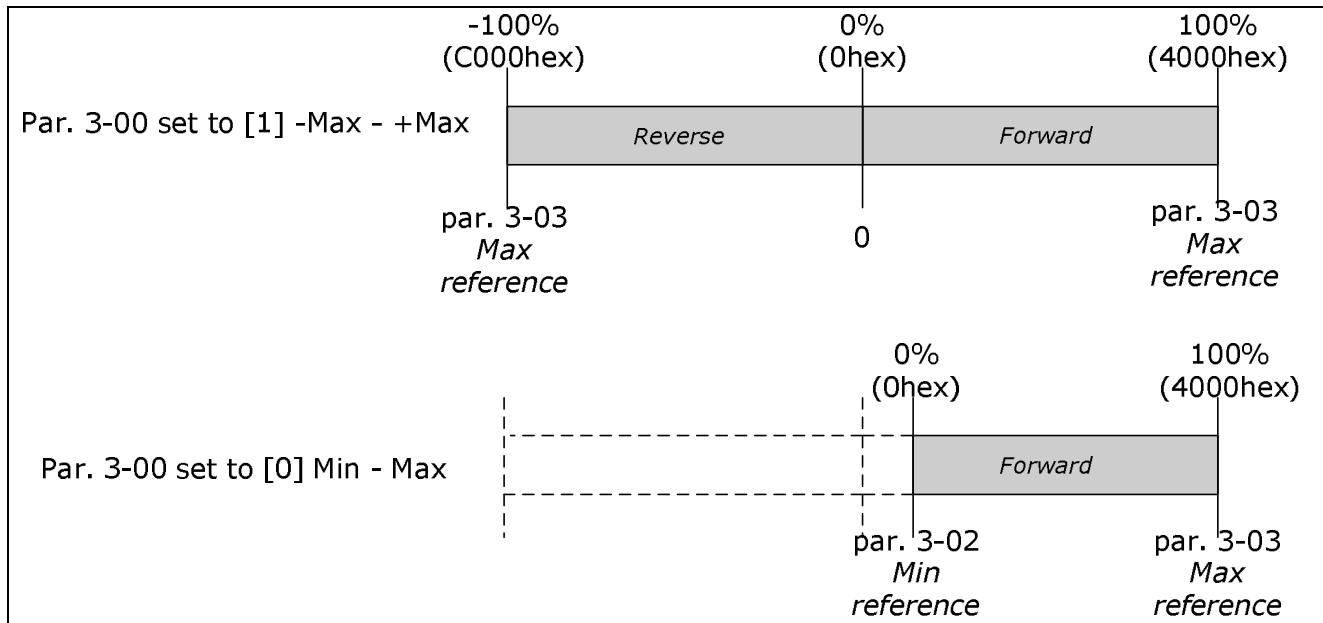 -100%
(C000hex)
0%
(0hex)
100%
(4000hex)
Par. 3-00 set to [1] -Max - +Max
Reverse
Forward
par. 3-03
Max
reference
0
par. 3-03
Max
reference
0%
(0hex)
100%
(4000hex)
Par. 3-00 set to [0] Min - Max
Forward
par. 3-02
Min
reference
par. 3-03
Max
reference